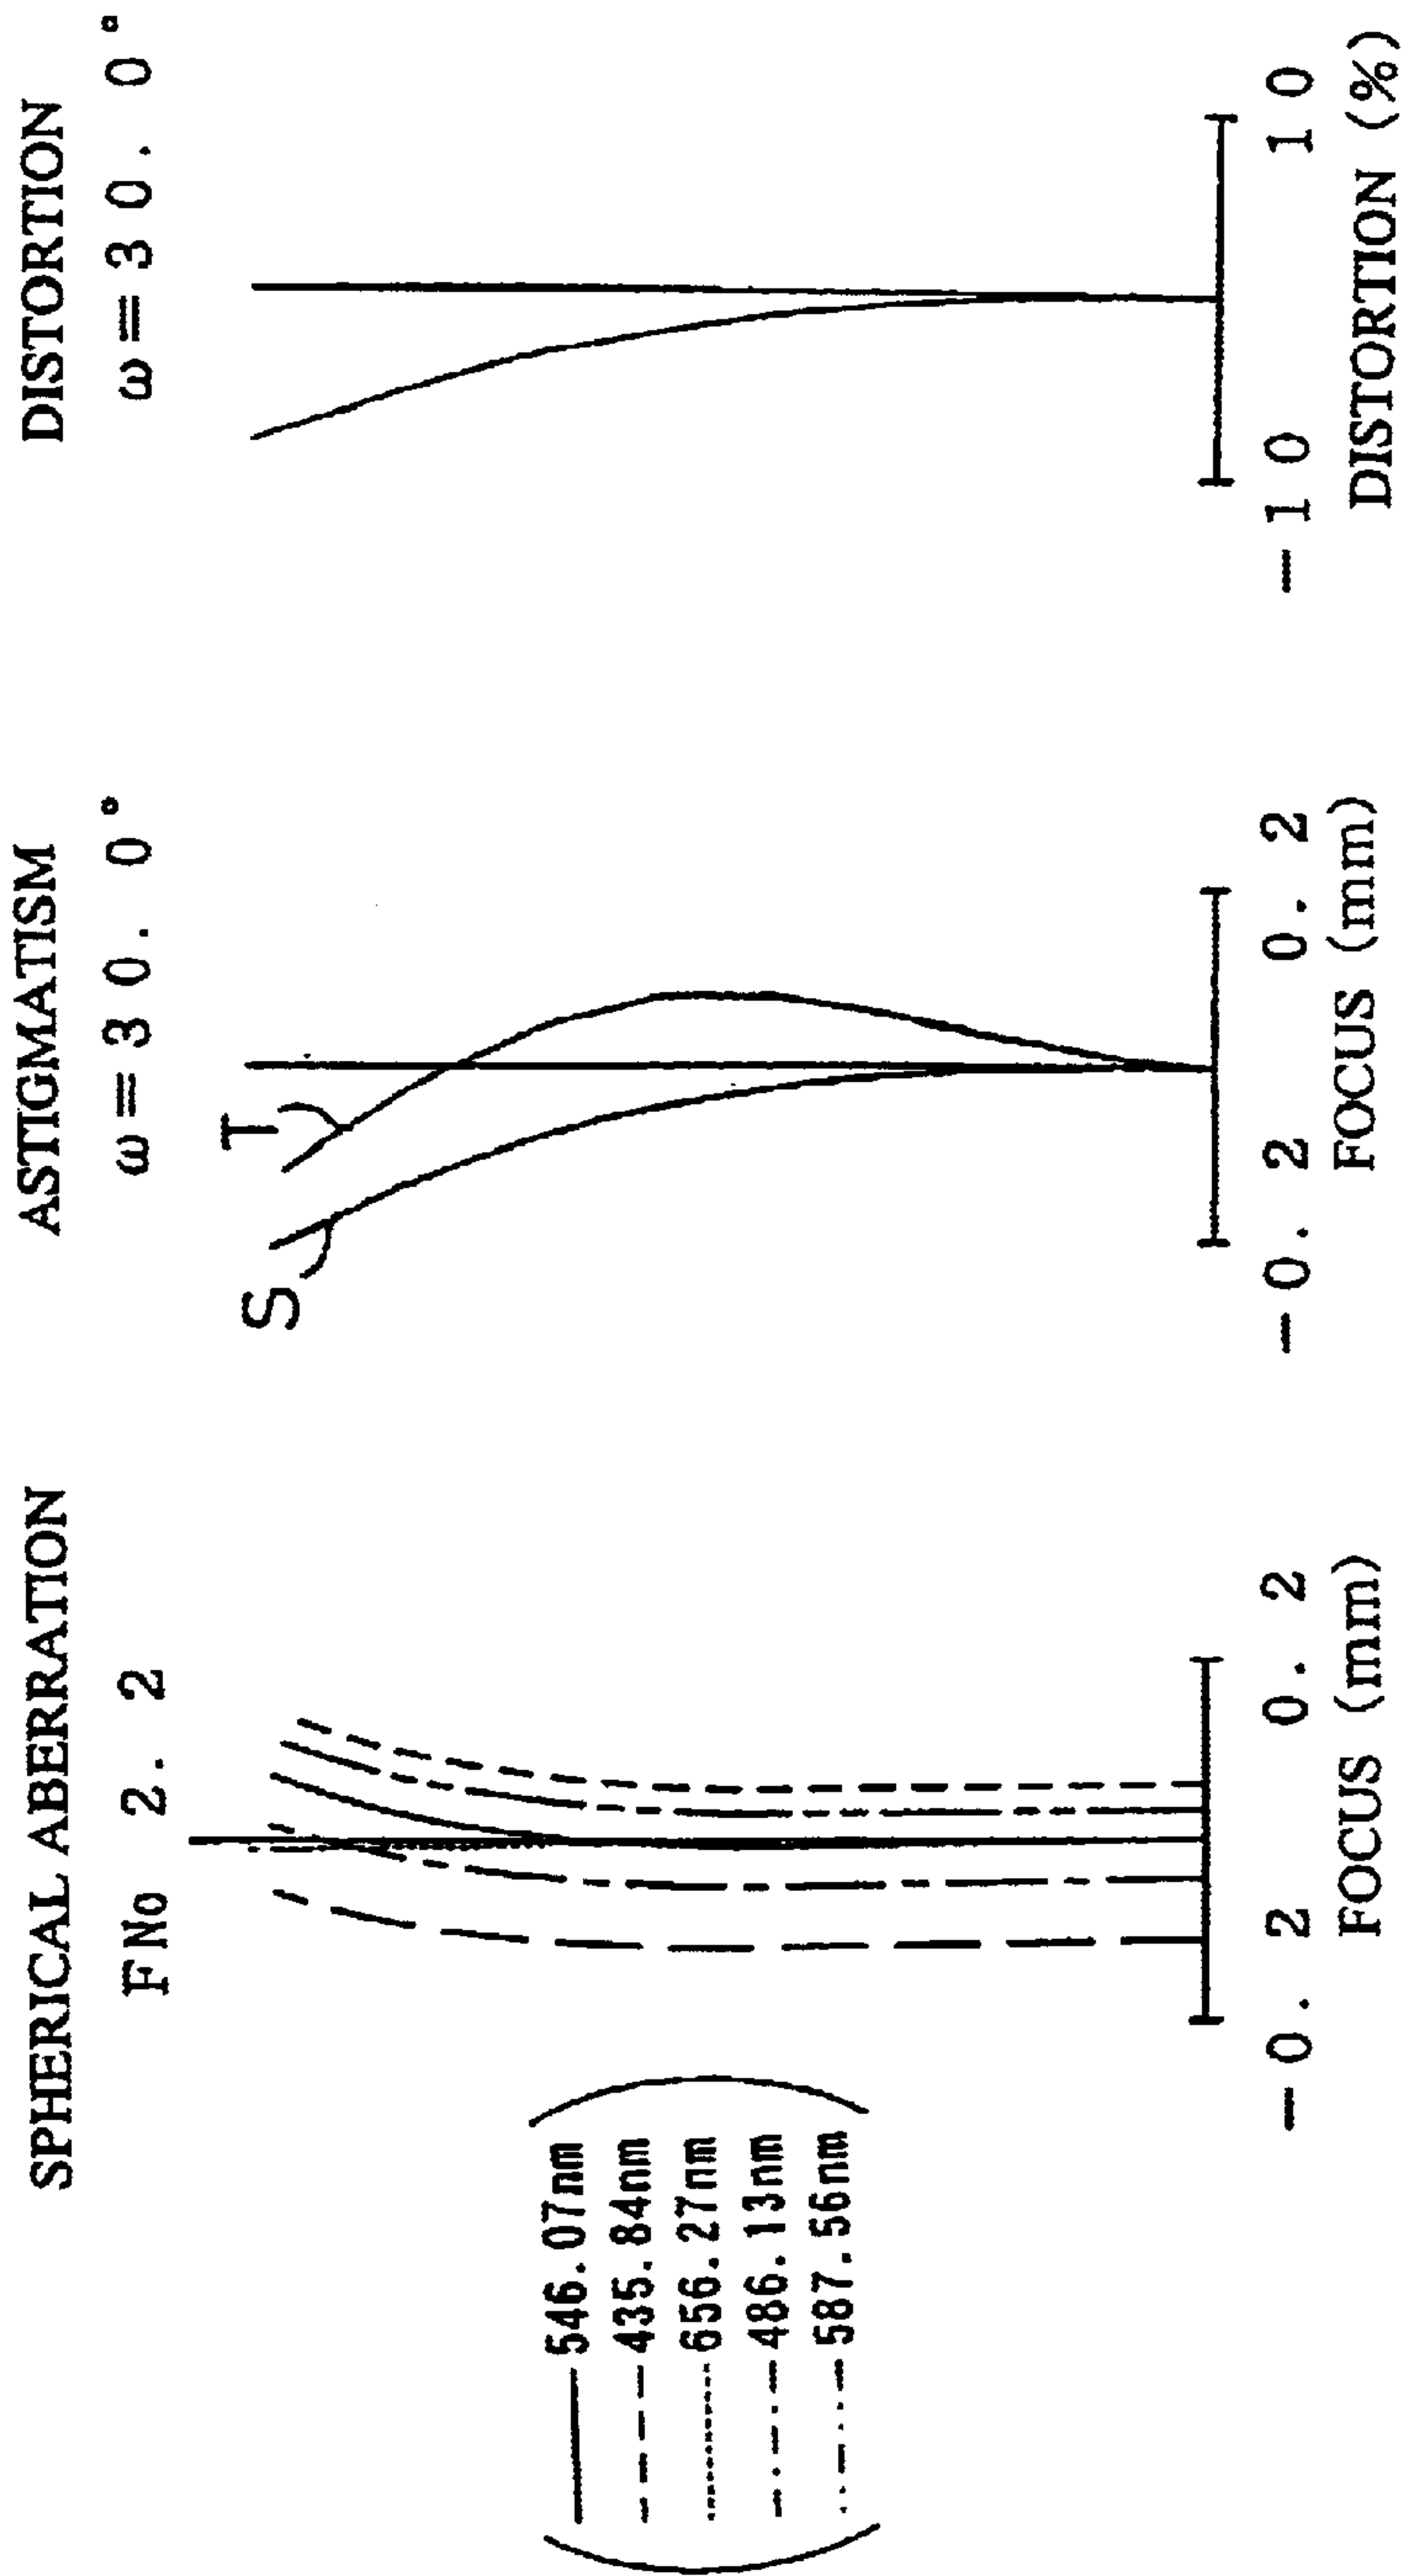 SPHERICAL ABERRATION
FNo 2. 2
546.07nm
435.84nm
656.27nm
486.13nm
587.56nm
-0. 2 0. 2
FOCUS (mm)
ASTIGMATISM
ω=30. 0°
S
T
-0. 2 0. 2
FOCUS (mm)
DISTORTION
ω=30. 0°
-10 10
DISTORTION (%)